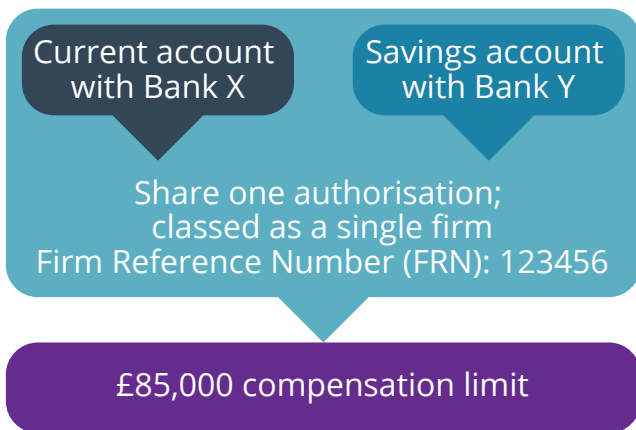 Current account
with Bank X
Savings account
with Bank Y
Share one authorisation;
classed as a single firm
Firm Reference Number (FRN): 123456
£85,000 compensation limit